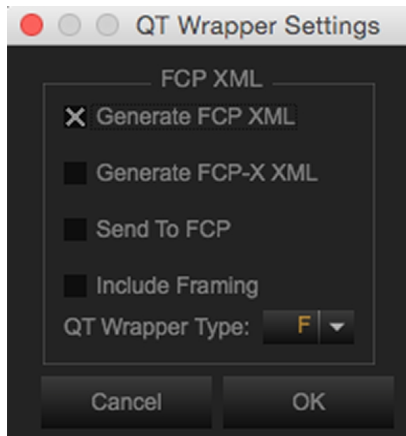 QT Wrapper Settings
FCP XML
Generate FCP XML
Generate FCP-X XML
Send To FCP
Include Framing
QT Wrapper Type: F
Cancel OK